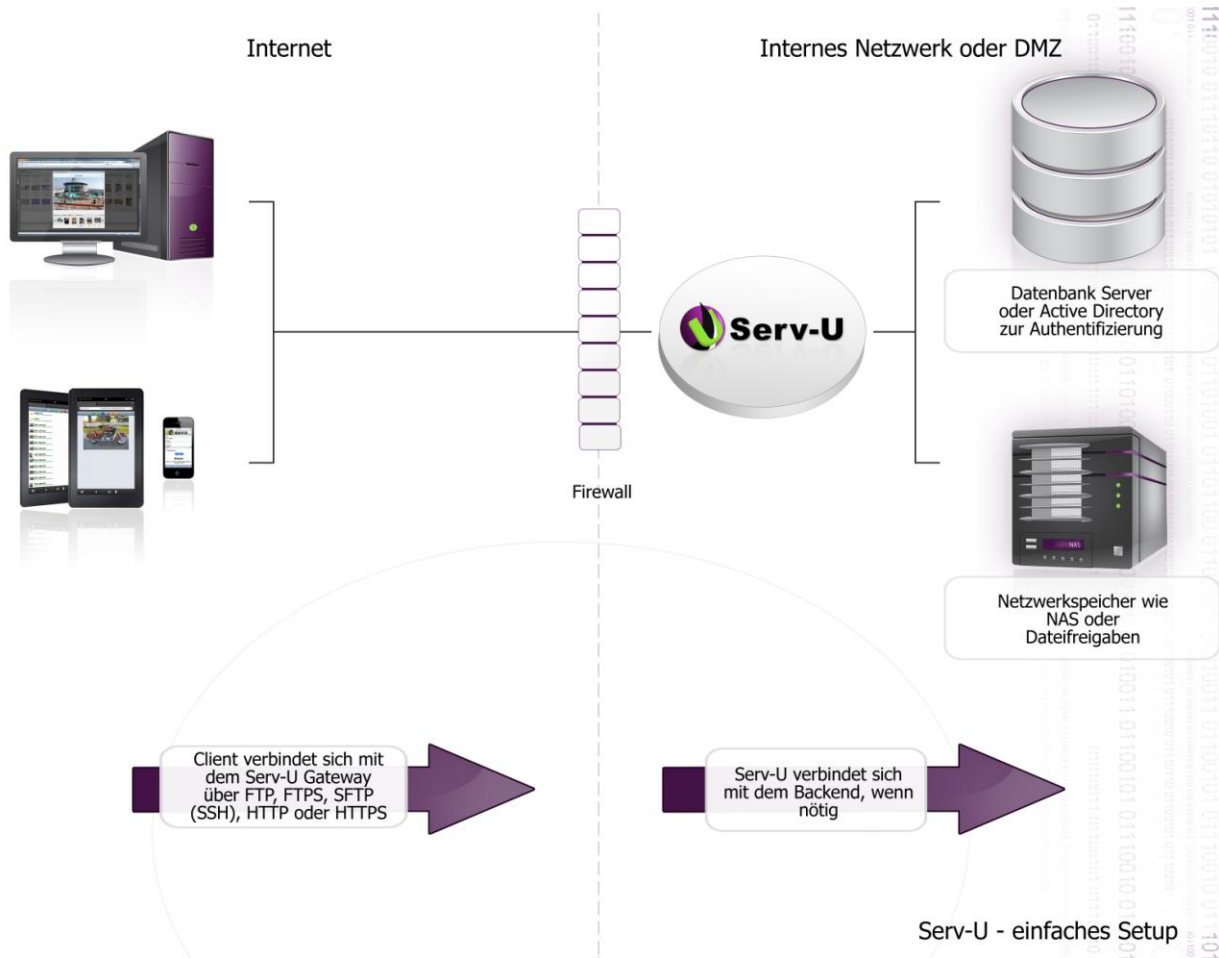 Internet
Internes Netzwerk oder DMZ
Serv-U
Datenbank Server
oder Active Directory
zur Authentifizierung
Firewall
NAS
Netzwerkspeicher wie
NAS oder
Dateifreigaben
Client verbindet sich mit
dem Serv-U Gateway
über FTP, FTPS, SFTP
(SSH), HTTP oder HTTPS
Serv-U verbindet sich
mit dem Backend, wenn
nötig
Serv-U - einfaches Setup